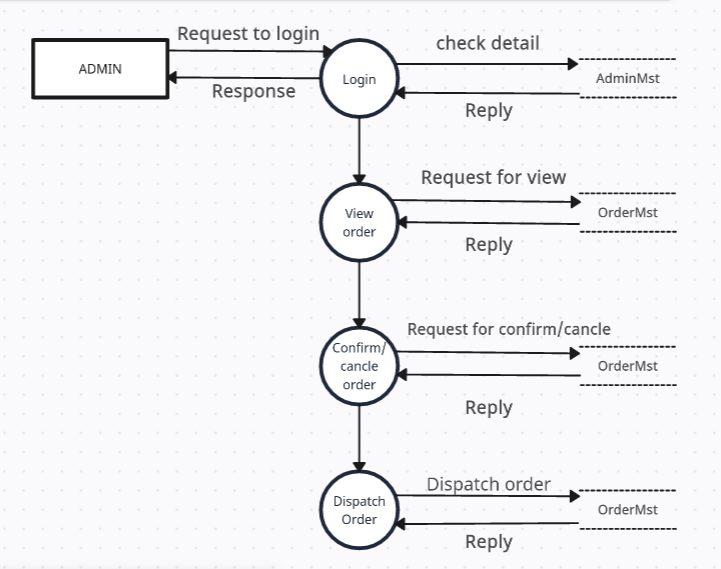 Request to login
check detail
ADMIN
Login
AdminMst
Response
Reply
Request for view
View
order
OrderMst
Reply
Request for confirm/cancle
Confirm/
cancle
order
OrderMst
Reply
Dispatch order
Dispatch
Order
OrderMst
Reply